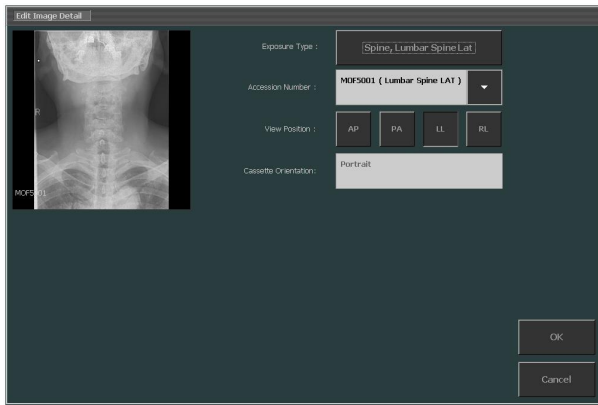 Edit Image Detail
Exposure Type :
Spine, Lumbar Spine Lat
Accession Number :
MOF5001 ( Lumbar Spine LAT )
View Position :
AP
PA
LL
RL
Cassette Orientation:
Portrait
R
MOF5001
OK
Cancel